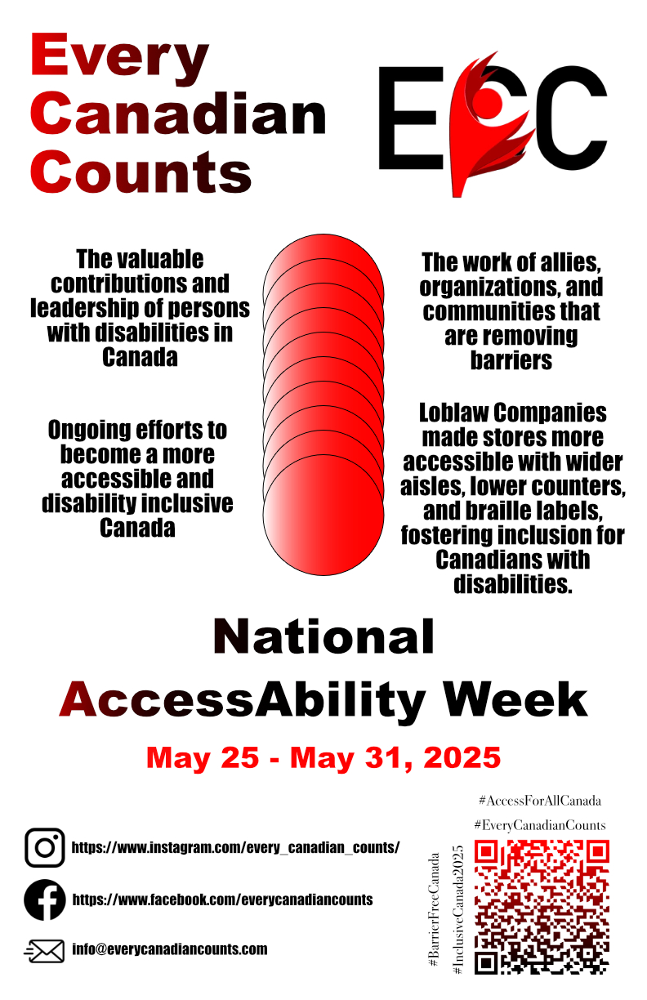 Every
Canadian
Counts
ECC
The valuable
contributions and
leadership of persons
with disabilities in
Canada
The work of allies,
organizations, and
communities that
are removing
barriers
Ongoing efforts to
become a more
accessible and
disability inclusive
Canada
Loblaw Companies
made stores more
accessible with wider
aisles, lower counters,
and braille labels,
fostering inclusion for
Canadians with
disabilities.
National
AccessAbility Week
May 25 - May 31, 2025
https://www.instagram.com/every_canadian_counts/
https://www.facebook.com/everycanadiancounts
info@everycanadiancounts.com
#AccessForAllCanada
#EveryCanadianCounts
#BarrierFreeCanada
#InclusiveCanada2025